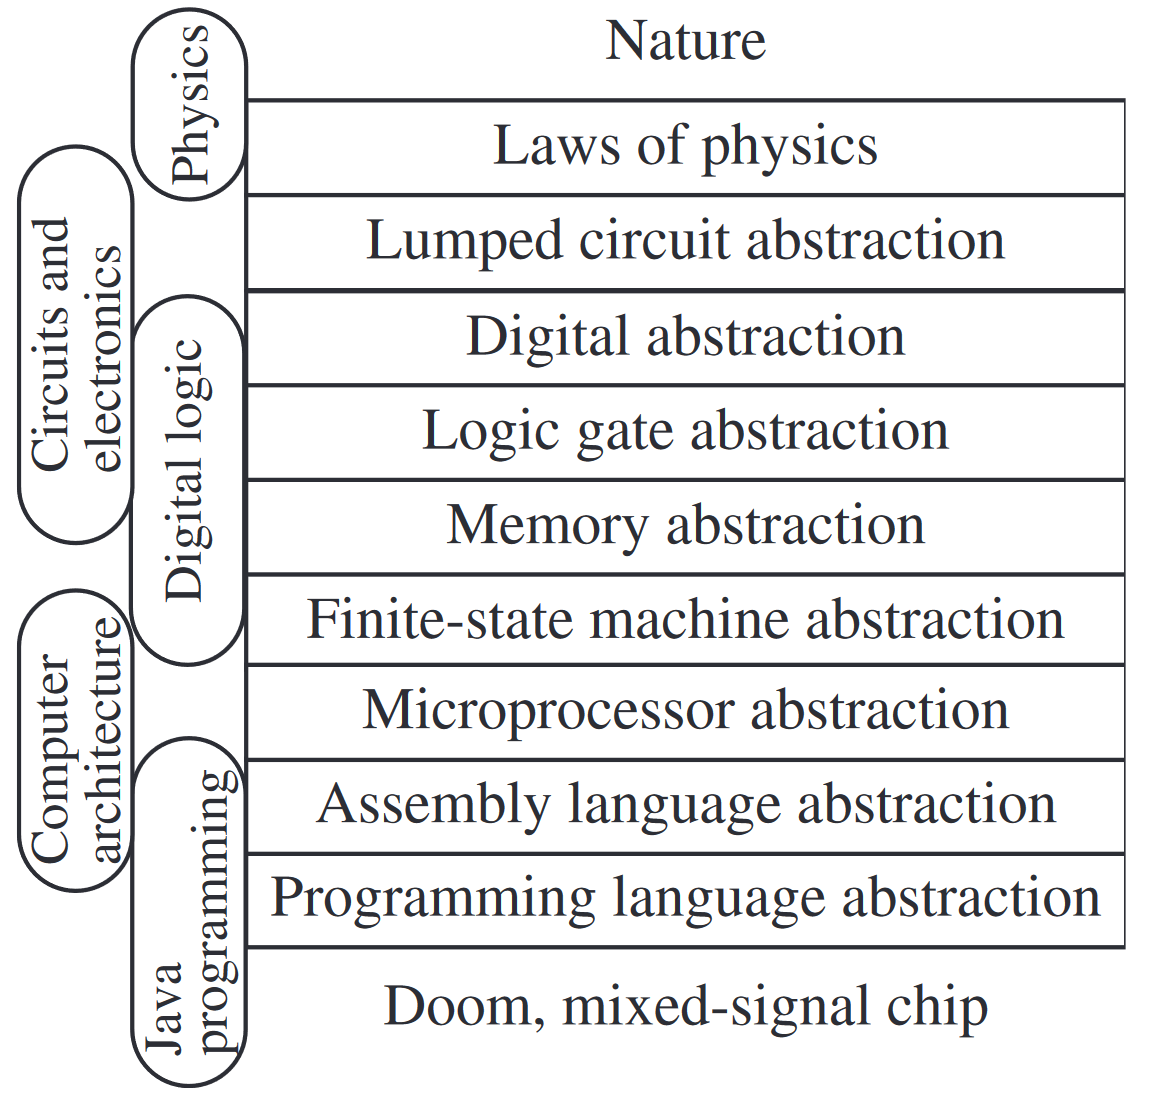 Nature
Laws of physics
Lumped circuit abstraction
Digital abstraction
Logic gate abstraction
Memory abstraction
Finite-state machine abstraction
Microprocessor abstraction
Assembly language abstraction
Programming language abstraction
Doom, mixed-signal chip
Physics
Circuits and
electronics
Digital logic
Computer
architecture
Java
programming